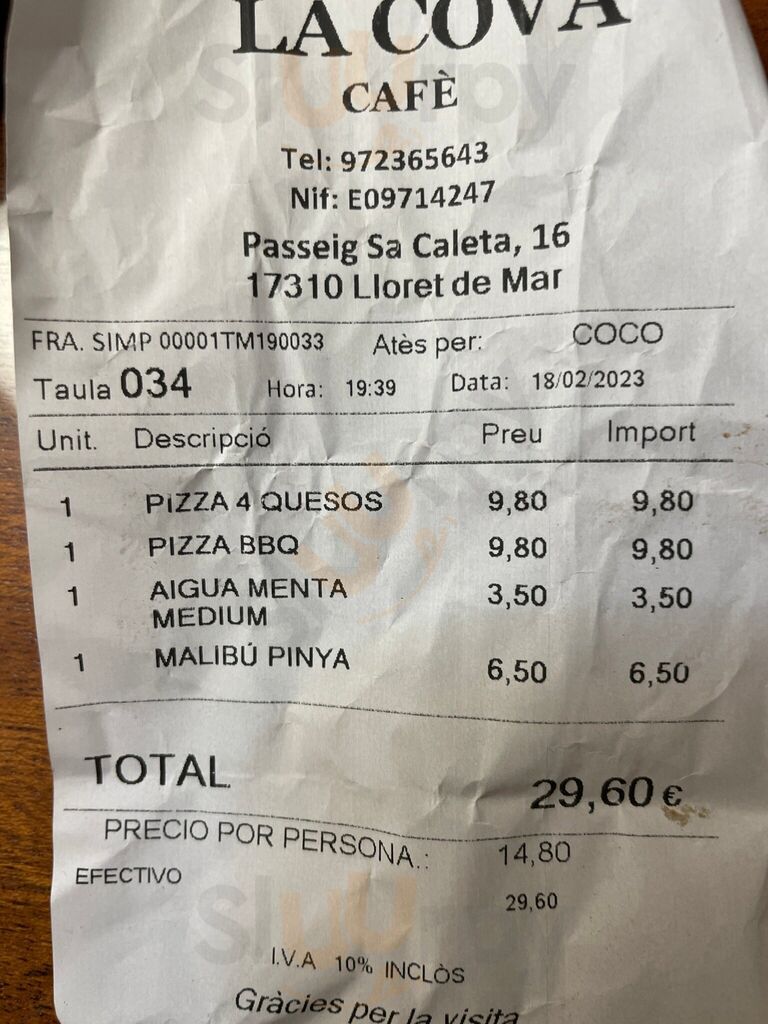 LA COVA
CAFÈ
Tel: 972365643
Nif: E09714247
Passeig Sa Caleta, 16
17310 Lloret de Mar
FRA. SIMP 00001TM190033 Atès per: COCO
Taula 034 Hora: 19:39 Data: 18/02/2023
Unit. Descripció Preu Import
1 PIZZA 4 QUESOS 9,80 9,80
1 PIZZA BBQ 9,80 9,80
1 AIGUA MENTA 3,50 3,50
MEDIUM
1 MALIBÚ PINYA 6,50 6,50
TOTAL 29,60 €
PRECIO POR PERSONA.: 14,80
EFECTIVO 29,60
I.V.A 10% INCLÒS
Gràcies per la visita